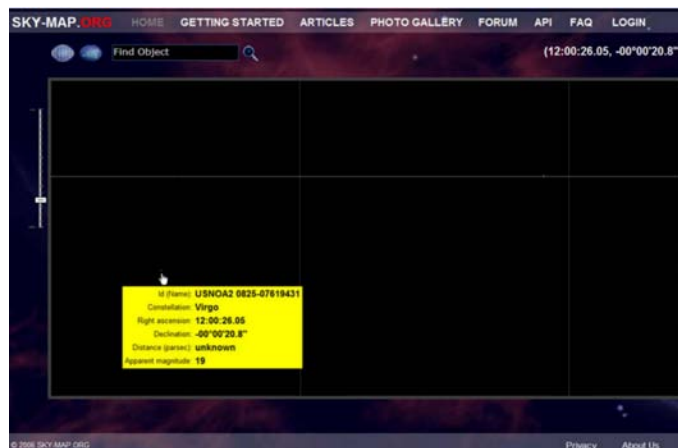 SKY-MAP.ORG HOME GETTING STARTED ARTICLES PHOTO GALLERY FORUM API FAQ LOGIN
Find Object (12:00:26.05, -00°00'20.8"
Id (Name): USNOA2 0825-07619431
Constellation: Virgo
Right ascension: 12:00:26.05
Declination: -00°00'20.8"
Distance (parsec): unknown
Apparent magnitude: 19
© 2006 SKY-MAP.ORG Privacy About Us